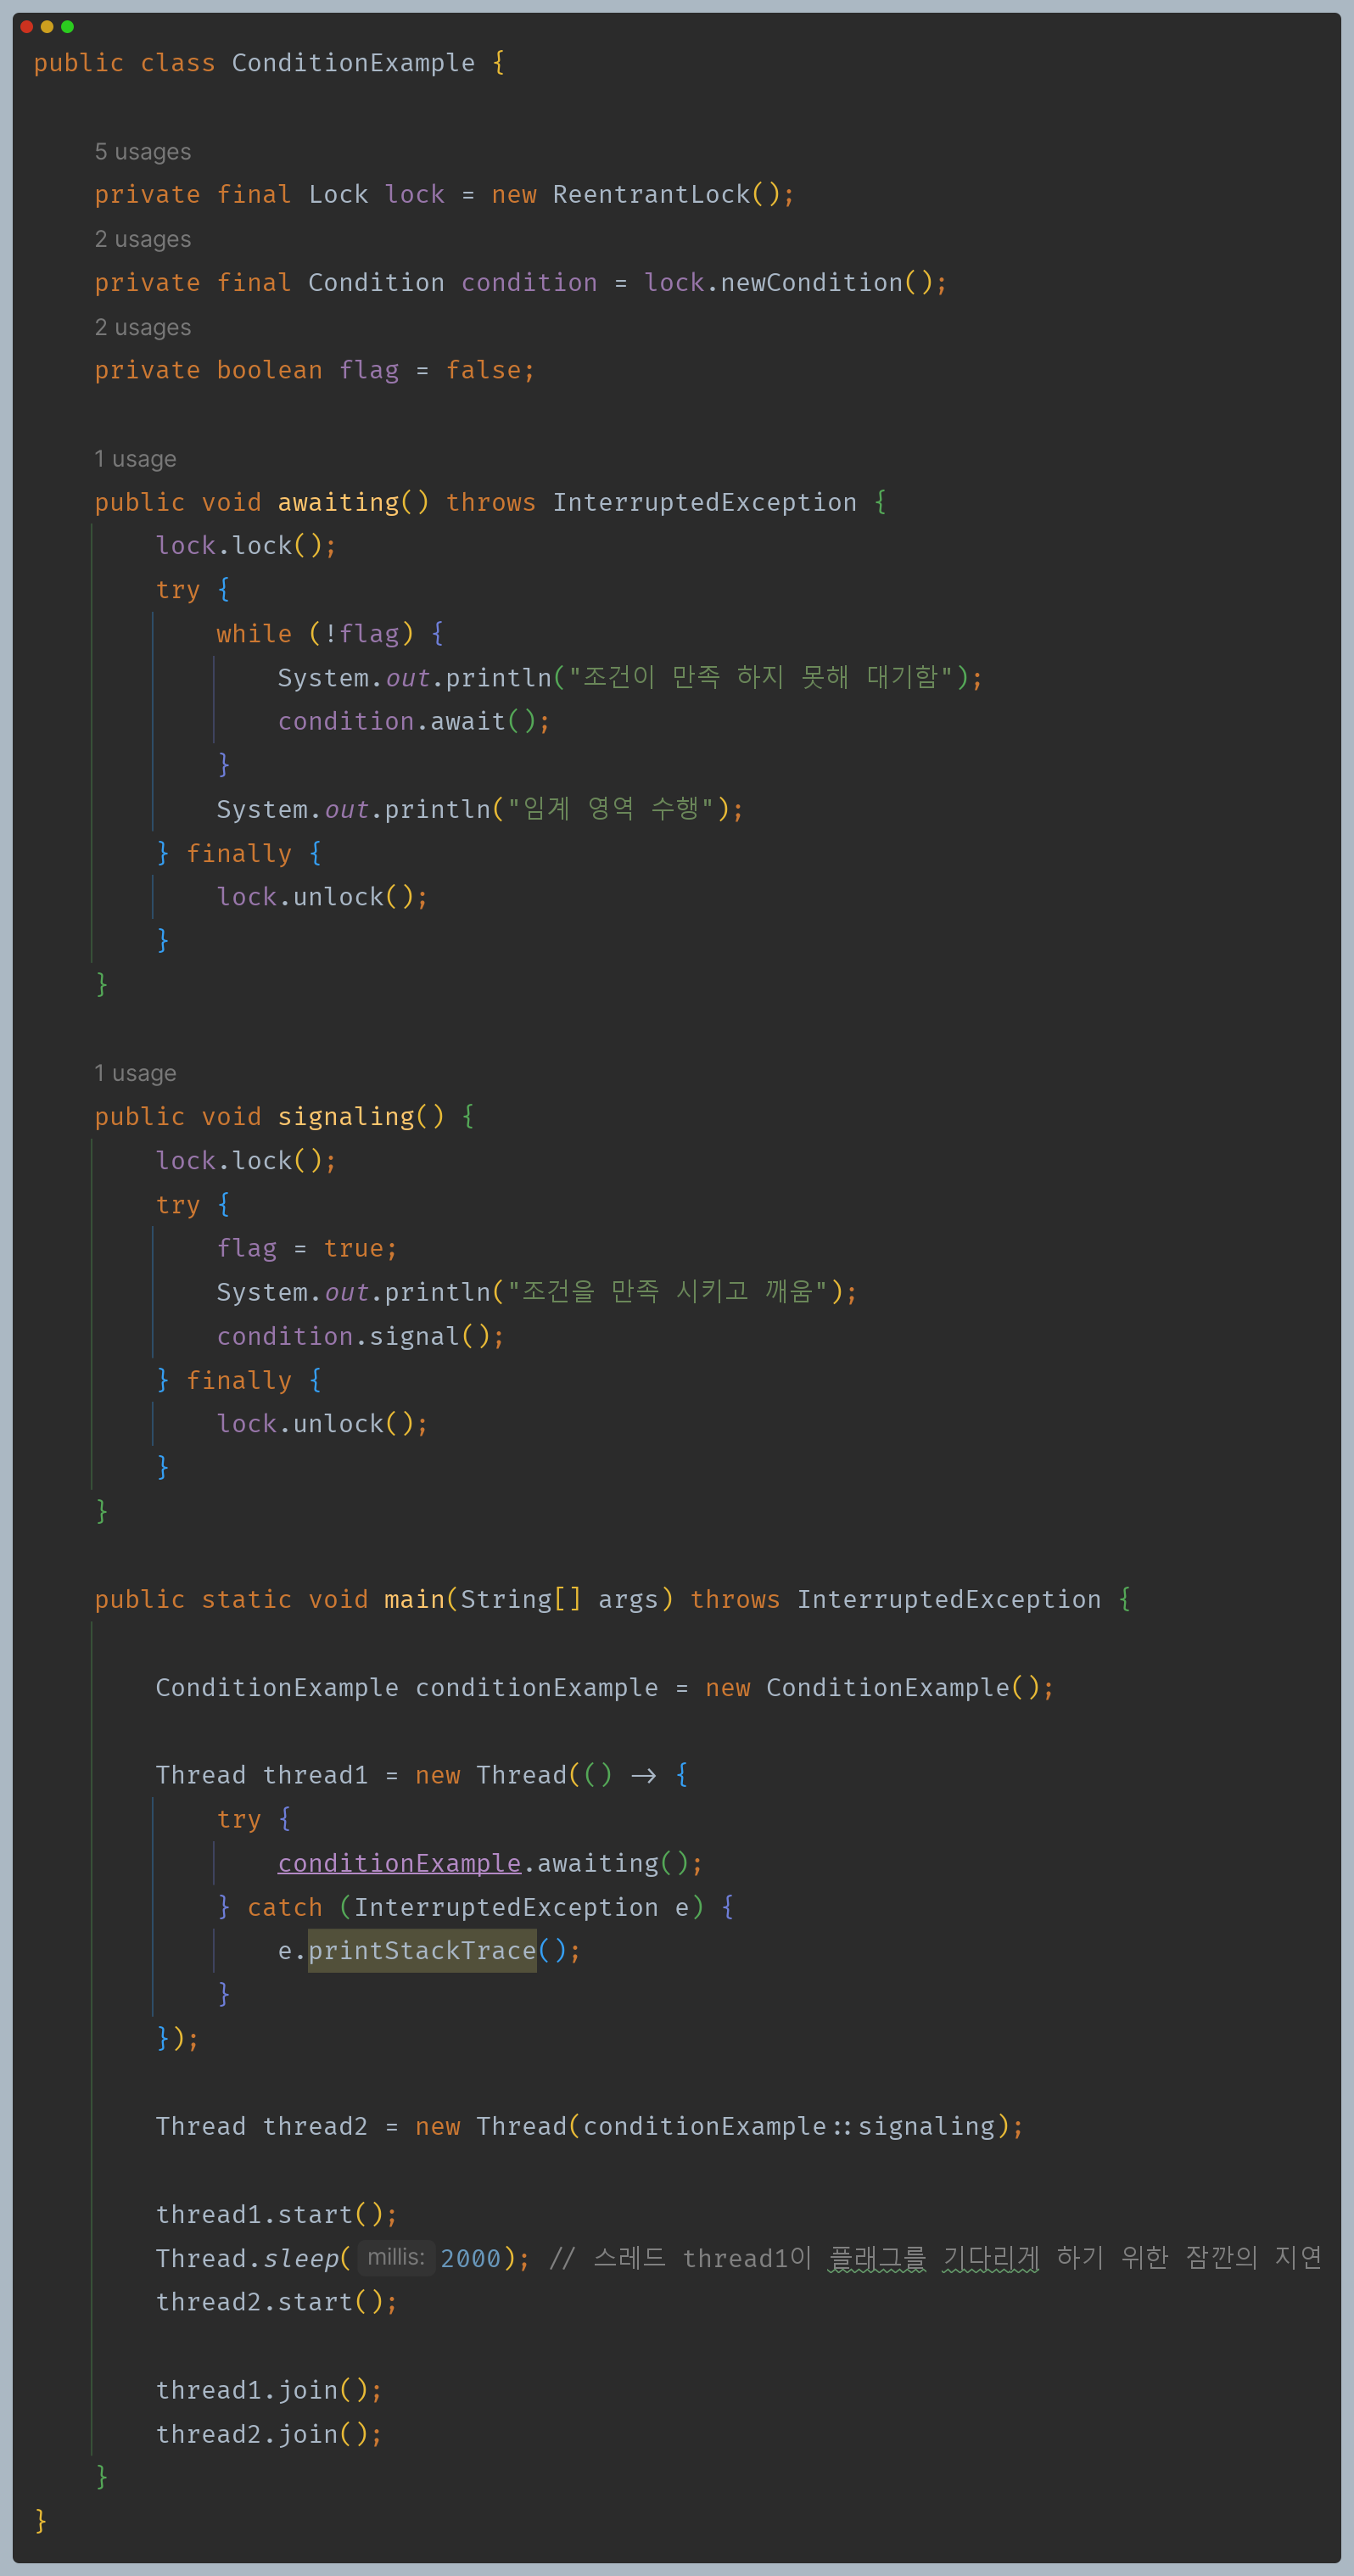 public class ConditionExample {
5 usages
private final Lock lock = new ReentrantLock();
2 usages
private final Condition condition = lock.newCondition();
2 usages
private boolean flag = false;
1 usage
public void awaiting() throws InterruptedException {
lock.lock();
try {
while (!flag) {
System.out.println("조건이 만족 하지 못해 대기함");
condition.await();
}
System.out.println("임계 영역 수행");
} finally {
lock.unlock();
}
}
1 usage
public void signaling() {
lock.lock();
try {
flag = true;
System.out.println("조건을 만족 시키고 깨움");
condition.signal();
} finally {
lock.unlock();
}
}
public static void main(String[] args) throws InterruptedException {
ConditionExample conditionExample = new ConditionExample();
Thread thread1 = new Thread(() -> {
try {
conditionExample.awaiting();
} catch (InterruptedException e) {
e.printStackTrace();
}
});
Thread thread2 = new Thread(conditionExample::signaling);
thread1.start();
Thread.sleep( millis: 2000); // 스레드 thread1이 플래그를 기다리게 하기 위한 잠깐의 지연
thread2.start();
thread1.join();
thread2.join();
}
}